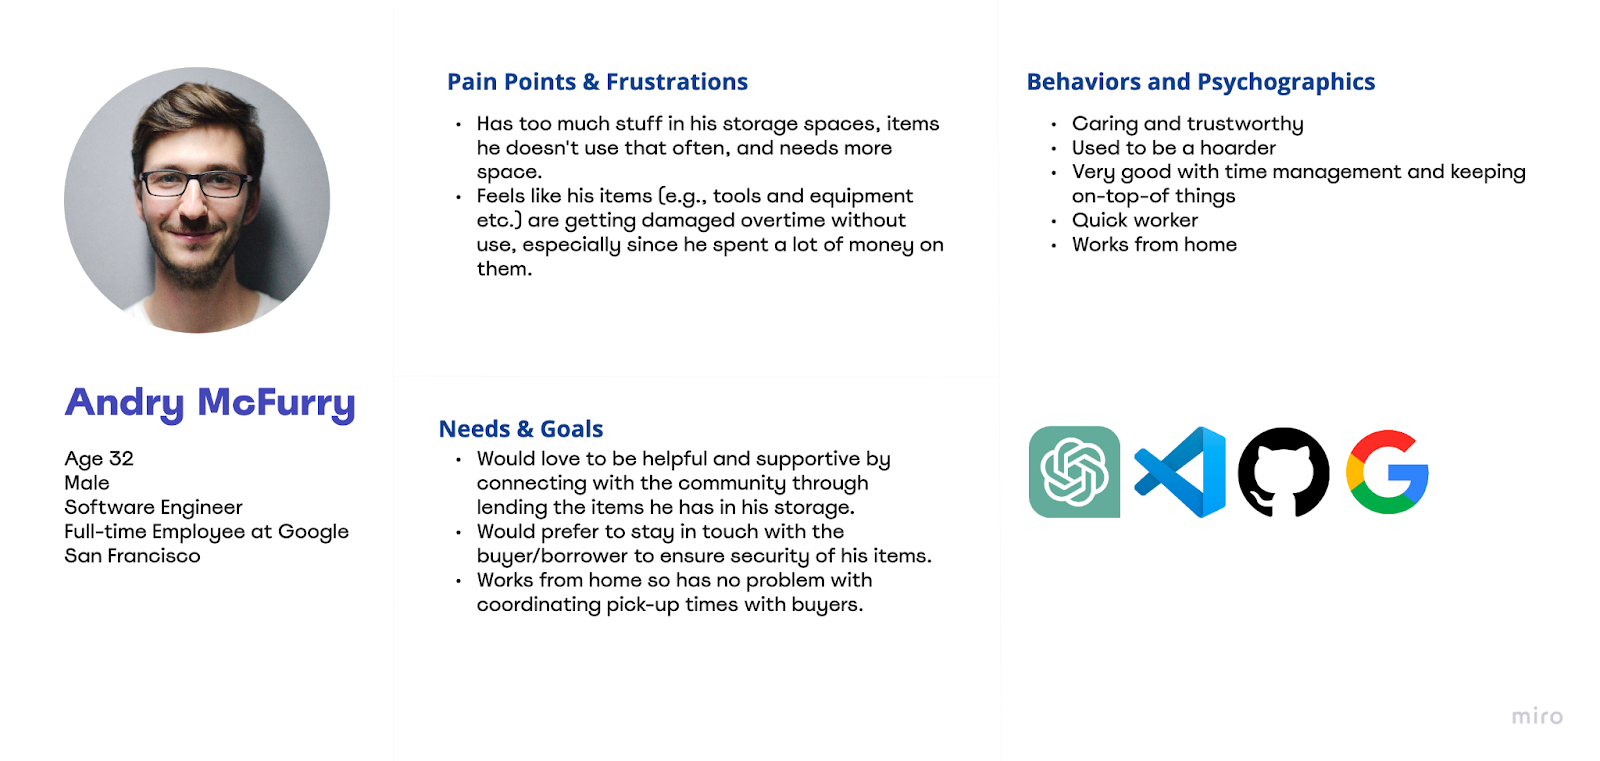 Andry McFurry
Age 32
Male
Software Engineer
Full-time Employee at Google
San Francisco
Pain Points & Frustrations
• Has too much stuff in his storage spaces, items
he doesn't use that often, and needs more
space.
• Feels like his items (e.g., tools and equipment
etc.) are getting damaged overtime without
use, especially since he spent a lot of money on
them.
Needs & Goals
• Would love to be helpful and supportive by
connecting with the community through
lending the items he has in his storage.
• Would prefer to stay in touch with the
buyer/borrower to ensure security of his items.
• Works from home so has no problem with
coordinating pick-up times with buyers.
Behaviors and Psychographics
• Caring and trustworthy
• Used to be a hoarder
• Very good with time management and keeping
on-top-of things
• Quick worker
• Works from home
miro